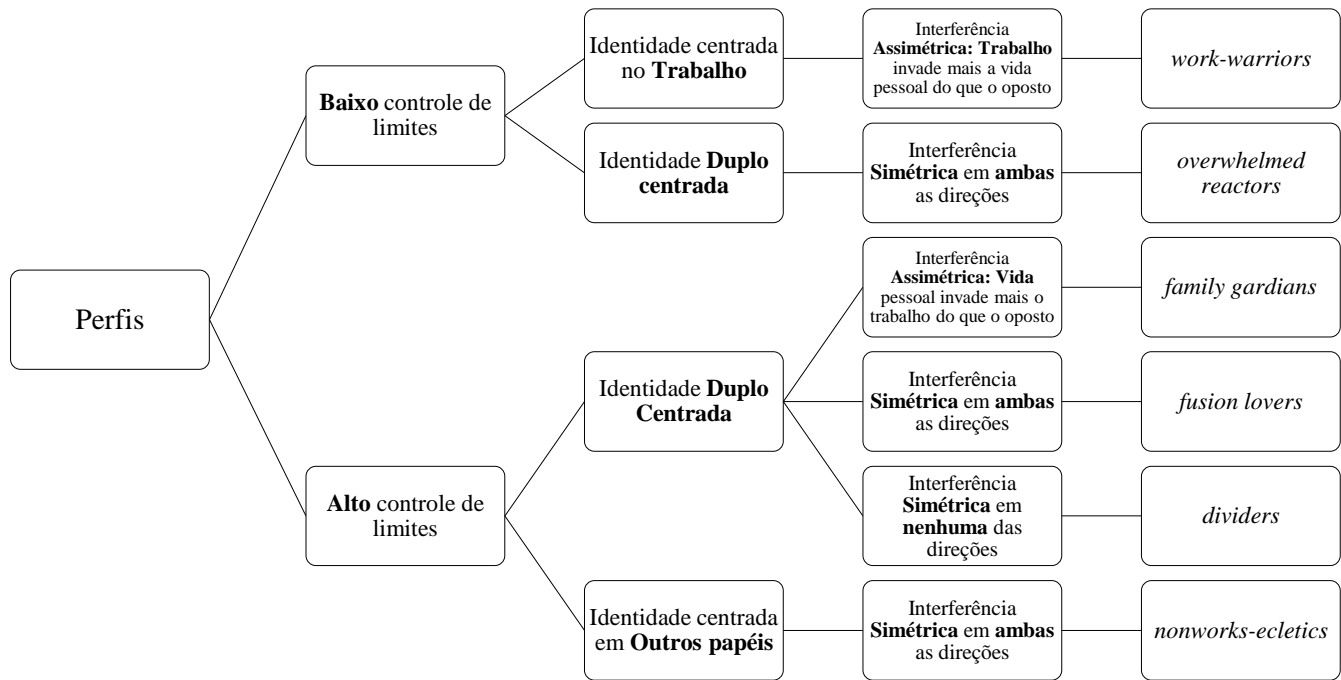 Perfis
Baixo controle de
limites
Identidade centrada
no Trabalho
Interferência
Assimétrica: Trabalho
invade mais a vida
pessoal do que o oposto
work-warriors
Identidade Duplo
centrada
Interferência
Simétrica em ambas
as direções
overwhelmed
reactors
Alto controle de
limites
Identidade Duplo
Centrada
Interferência
Assimétrica: Vida
pessoal invade mais o
trabalho do que o oposto
family gardians
Interferência
Simétrica em ambas
as direções
fusion lovers
Interferência
Simétrica em
nenhuma das
direções
dividers
Identidade centrada
em Outros papéis
Interferência
Simétrica em ambas
as direções
nonworks-ecletics